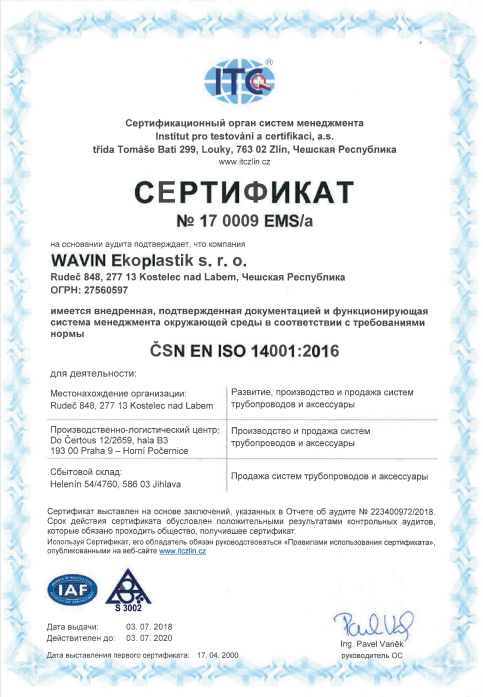 ITC®
Сертификационный орган систем менеджмента
Institut pro testování a certifikaci, a.s.
třída Tomáše Bati 299, Louky, 763 02 Zlín, Чешская Республика
www.itczlin.cz
СЕРТИФИКАТ
№ 17 0009 EMS/a
на основании аудита подтверждает, что компания
WAVIN Ekoplastik s. r. o.
Rudeč 848, 277 13 Kostelec nad Labem, Чешская Республика
ОГРН: 27560597
имеется внедренная, подтвержденная документацией и функционирующая
система менеджмента окружающей среды в соответствии с требованиями
нормы
ČSN EN ISO 14001:2016
для деятельности:
Местонахождение организации:
Rudeč 848, 277 13 Kostelec nad Labem
Развитие, производство и продажа систем
трубопроводов и аксессуары
Производственно-логистический центр;
Do Čertous 12/2659, hala B3
193 00 Praha 9 – Horní Počernice
Производство и продажа систем
трубопроводов и аксессуары
Сбытовой склад:
Helenín 54/4760, 586 03 Jihlava
Продажа систем трубопроводов и аксессуары
Сертификат выставлен на основе заключений, указанных в Отчете об аудите № 223400972/2018.
Срок действия сертификата обусловлен положительными результатами контрольных аудитов,
которые обязано проходить общество, получившее сертификат.
Используя Сертификат, его обладатель обязан руководствоваться «Правилами использования сертификата»,
опубликованными на веб-сайте www.itczlin.cz
IAF
S 3002
Дата выдачи: 03. 07. 2018
Действителен до: 03. 07. 2020
Дата выставления первого сертификата: 17. 04. 2000
Ing. Pavel Vaněk
руководитель ОС